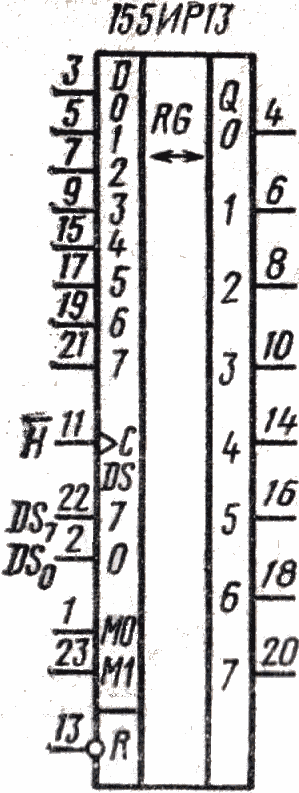 155ИР13
3 D
5 0 RG Q 4
7 1 0
9 2 1 6
15 3
17 4 2 8
19 5
21 6 3 10
7
H̅ 11 C 4 14
DS
DS₇ 22 7 5 16
DS₀ 2 0
6 18
1 M0
23 M1 7 20
13 R